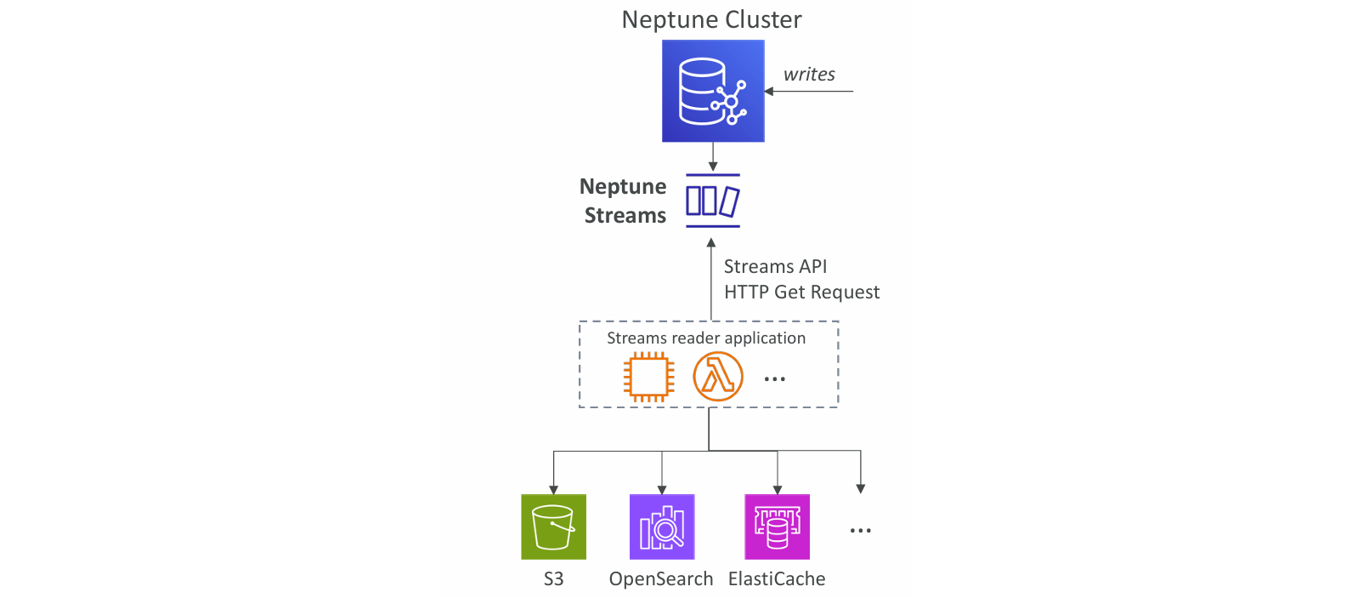 Neptune Cluster
writes
Neptune
Streams
Streams API
HTTP Get Request
Streams reader application
...
...
S3
OpenSearch
ElastiCache